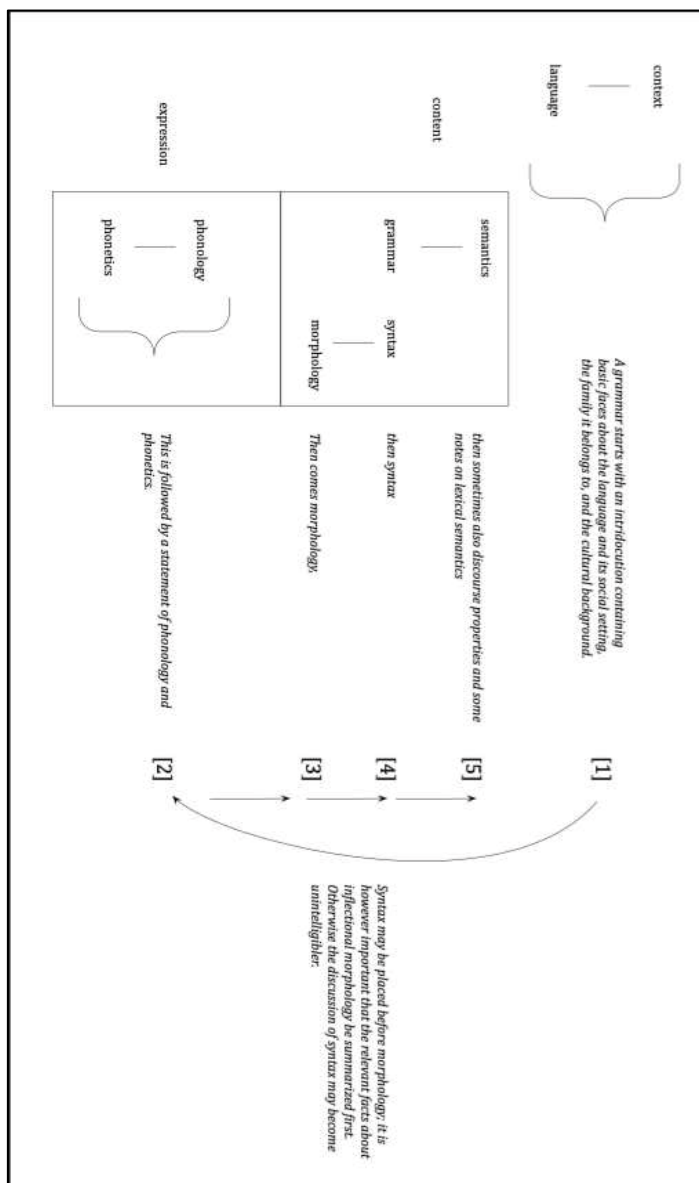 context
language
A grammar starts with an intridocution containing
basic faces about the language and its social setting,
the family it belongs to, and the cultural background.
[1]
content
semantics
grammar
syntax
morphology
then sometimes also discourse properties and some
notes on lexical semantics
[5]
then syntax
[4]
Then comes morphology,
[3]
Syntax may be placed before morphology; it is
however important that the relevant facts about
inflectional morphology be summarized first.
Otherwise the discussion of syntax may become
unintelligibler.
expression
phonology
phonetics
This is followed by a statement of phonology and
phonetics.
[2]